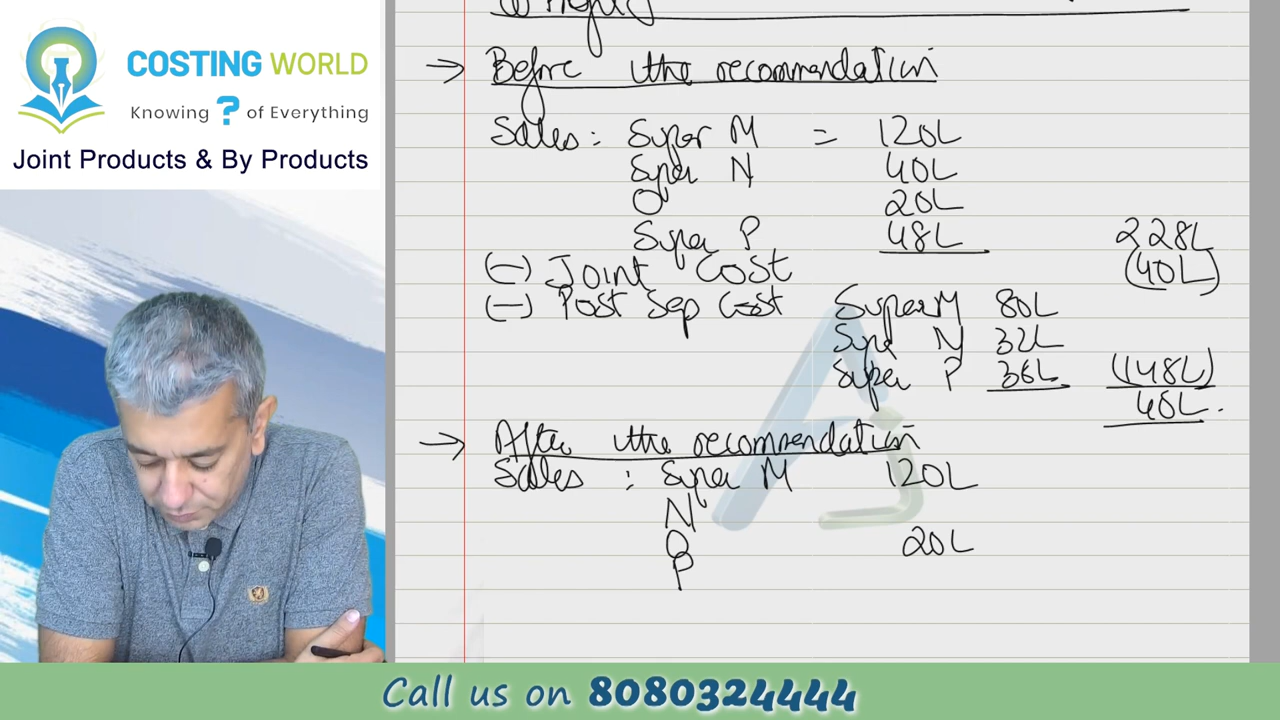 COSTING WORLD
Knowing ? of Everything
Joint Products & By Products
→ Before the recommendation
Sales : Super M = 120L
Super N 40L
O 20L
Super P 48L 228L
(-) Joint Cost (40L)
(-) Post Sep Cost Super M 80L
Super N 32L
Super P 36L (148L)
40L.
→ After the recommendation
Sales : Super M 120L
N
O 20L
P
Call us on 8080324444